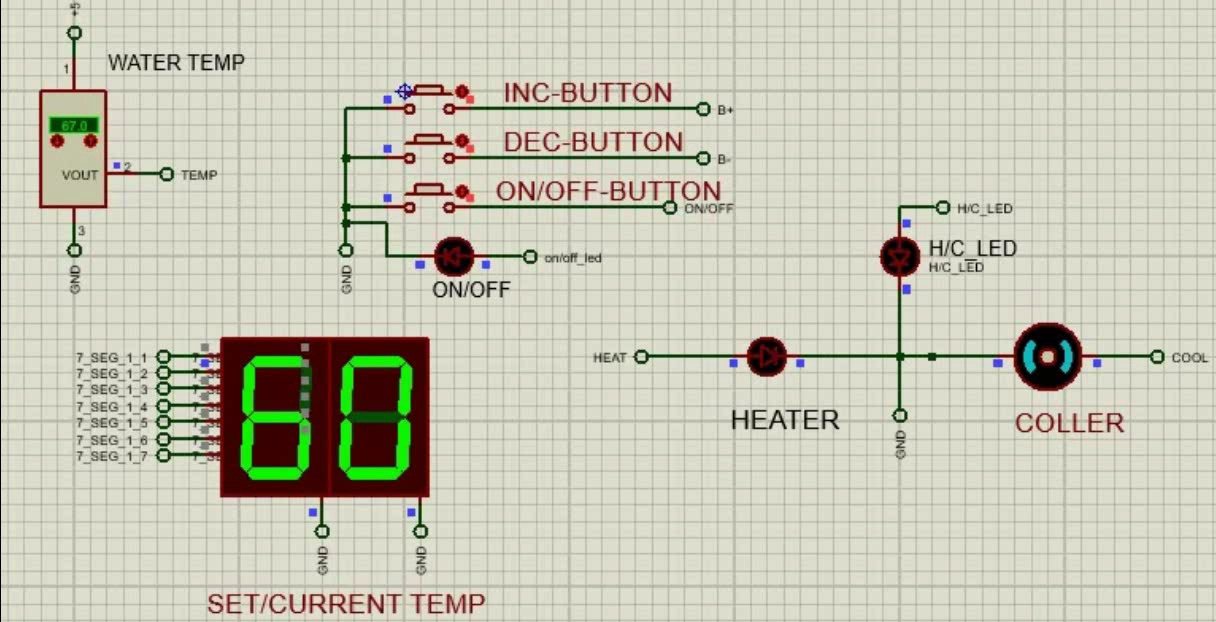 +5
WATER TEMP
1
67.0
VOUT
2
TEMP
3
GND
INC-BUTTON
B+
DEC-BUTTON
B-
ON/OFF-BUTTON
ON/OFF
on/off_led
ON/OFF
GND
H/C_LED
H/C_LED
H/C_LED
HEAT
HEATER
GND
COOL
COLLER
7_SEG_1_1
7_SEG_1_2
7_SEG_1_3
7_SEG_1_4
7_SEG_1_5
7_SEG_1_6
7_SEG_1_7
60
GND
GND
SET/CURRENT TEMP